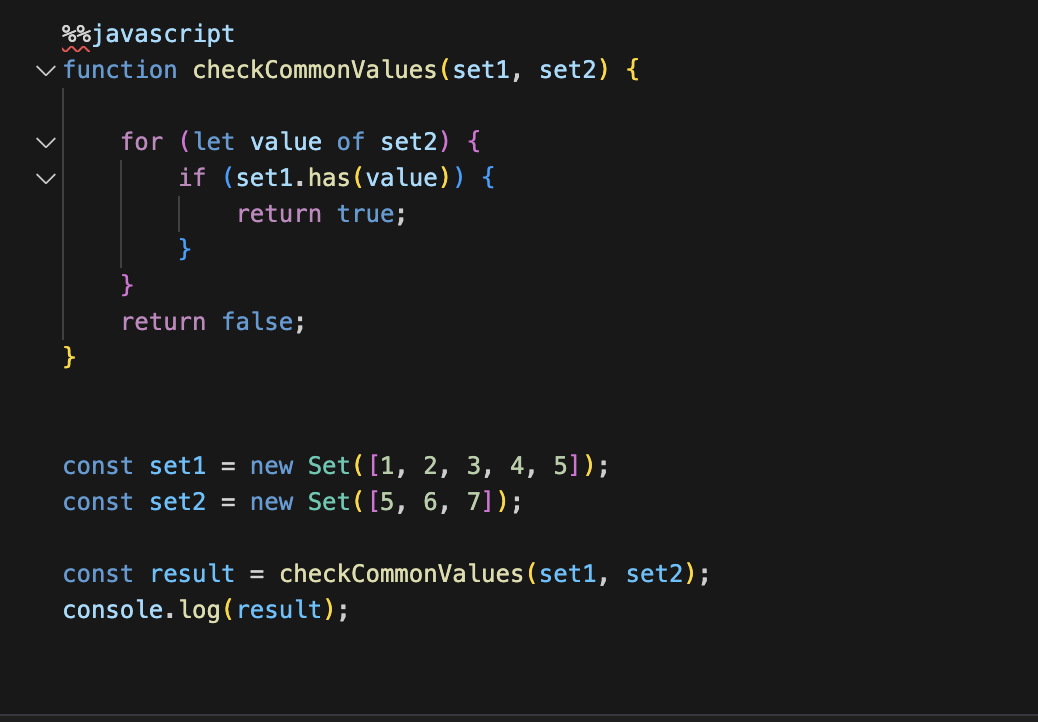 %%javascript
function checkCommonValues(set1, set2) {
    for (let value of set2) {
        if (set1.has(value)) {
            return true;
        }
    }
    return false;
}
const set1 = new Set([1, 2, 3, 4, 5]);
const set2 = new Set([5, 6, 7]);
const result = checkCommonValues(set1, set2);
console.log(result);